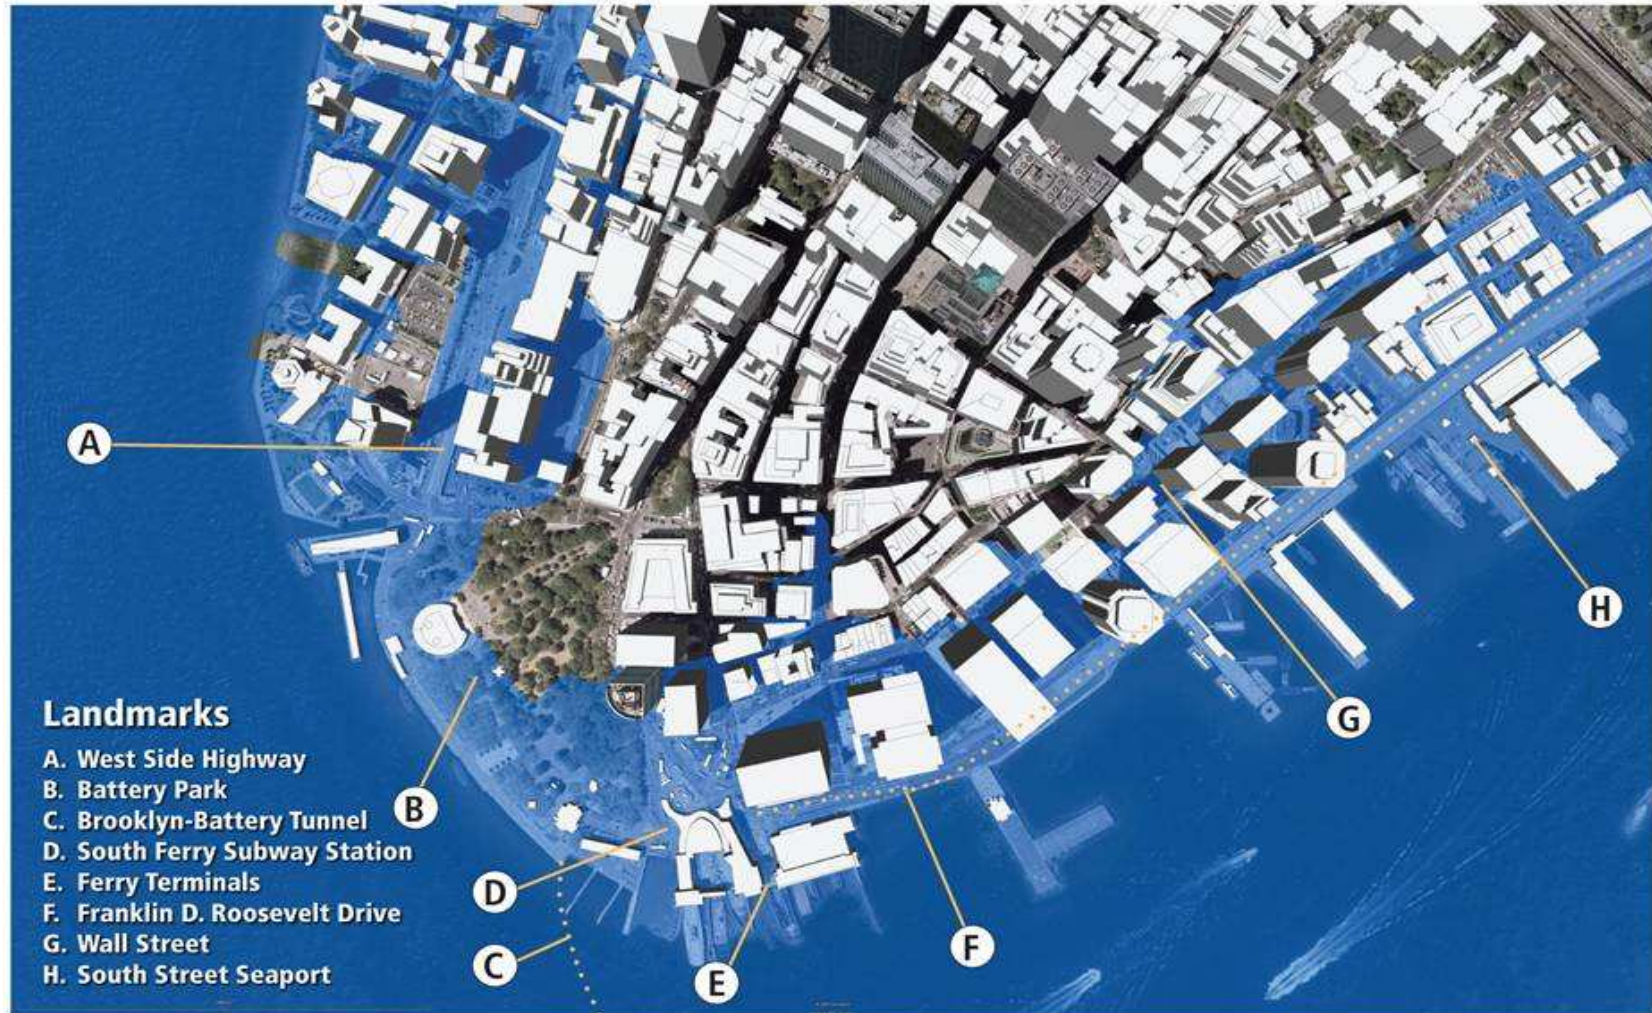 A
H
G
Landmarks
A. West Side Highway
B. Battery Park
C. Brooklyn-Battery Tunnel
D. South Ferry Subway Station
E. Ferry Terminals
F. Franklin D. Roosevelt Drive
G. Wall Street
H. South Street Seaport
B
D
C
E
F